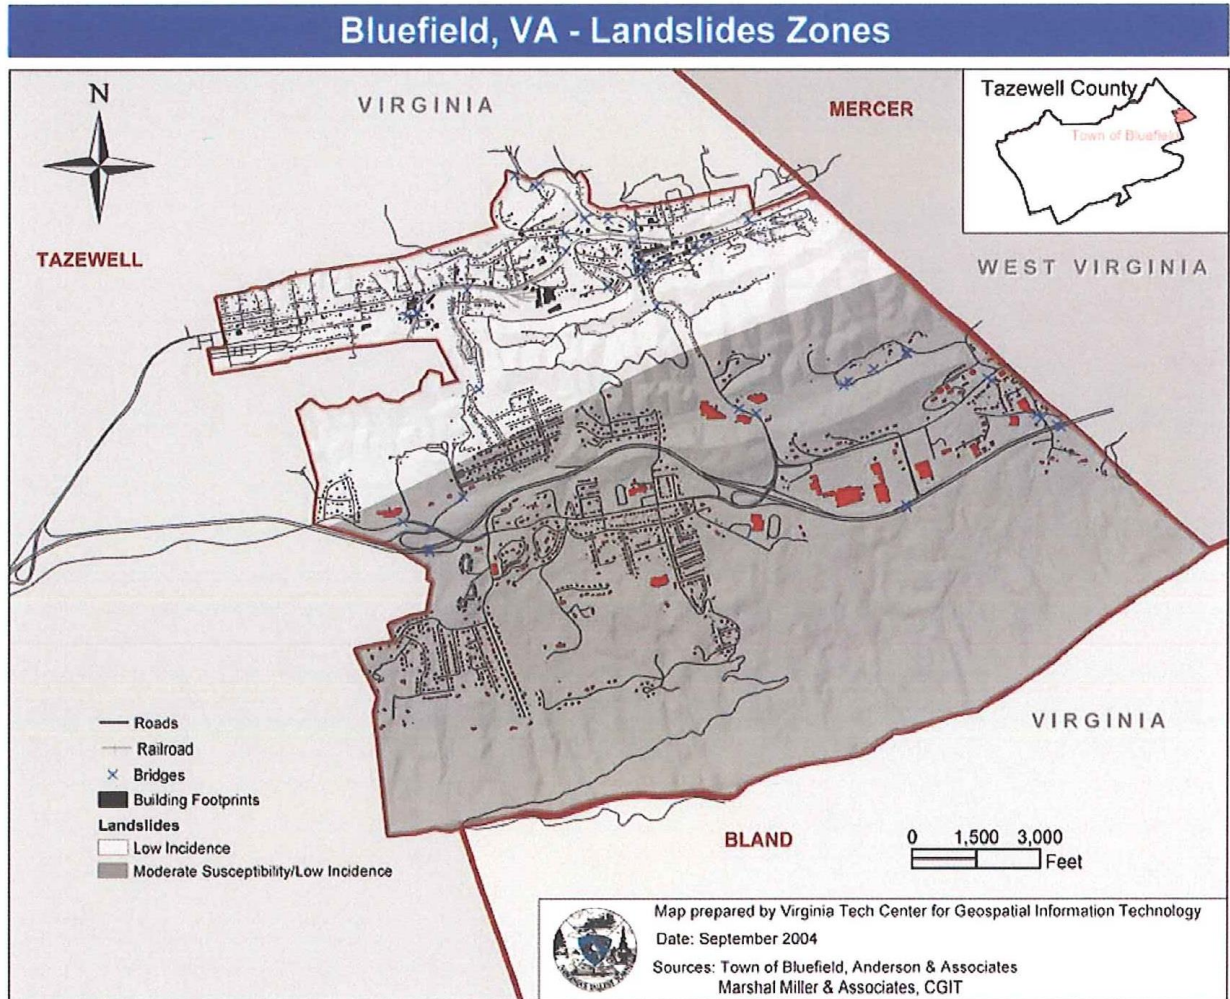 Bluefield, VA - Landslides Zones
N
VIRGINIA
MERCER
Tazewell County
Town of Bluefield
TAZEWELL
WEST VIRGINIA
VIRGINIA
Roads
Railroad
Bridges
Building Footprints
Landslides
Low Incidence
Moderate Susceptibility/Low Incidence
BLAND
0 1,500 3,000
Feet
Map prepared by Virginia Tech Center for Geospatial Information Technology
Date: September 2004
Sources: Town of Bluefield, Anderson & Associates
Marshal Miller & Associates, CGIT